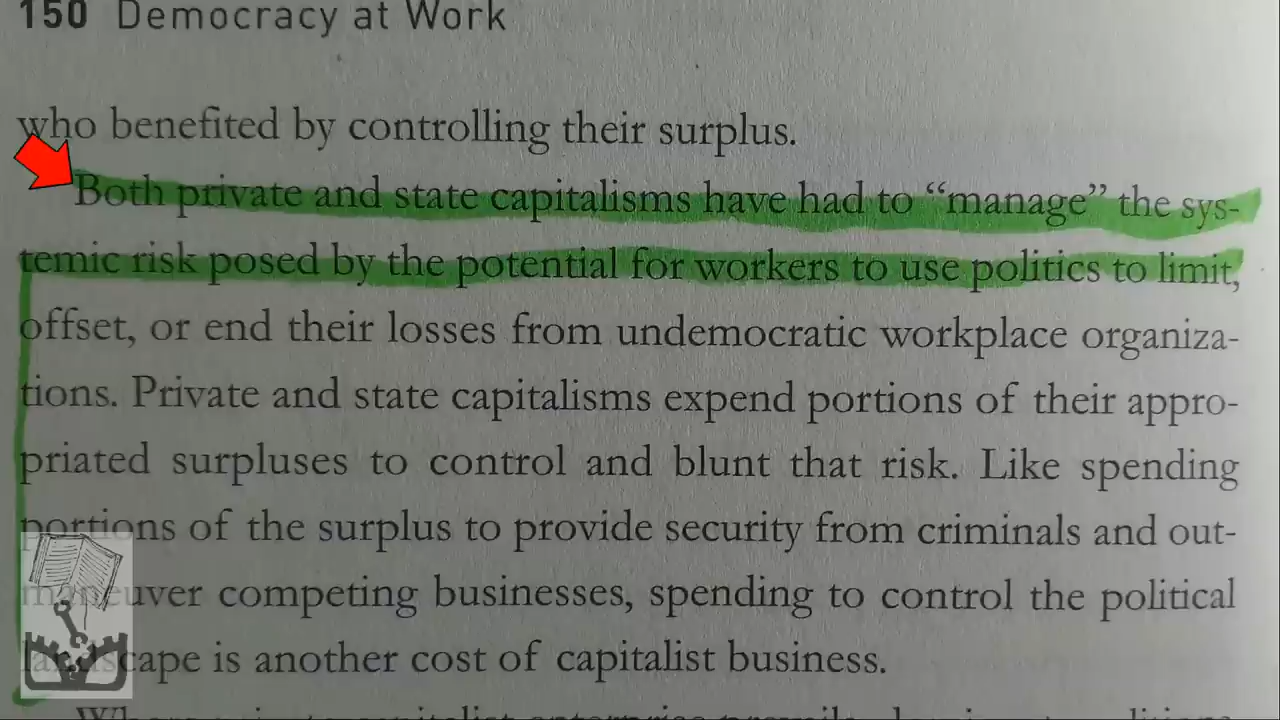 150 Democracy at Work
who benefited by controlling their surplus.
Both private and state capitalisms have had to “manage” the sys-
temic risk posed by the potential for workers to use politics to limit,
offset, or end their losses from undemocratic workplace organiza-
tions. Private and state capitalisms expend portions of their appro-
priated surpluses to control and blunt that risk. Like spending
portions of the surplus to provide security from criminals and out-
maneuver competing businesses, spending to control the political
landscape is another cost of capitalist business.